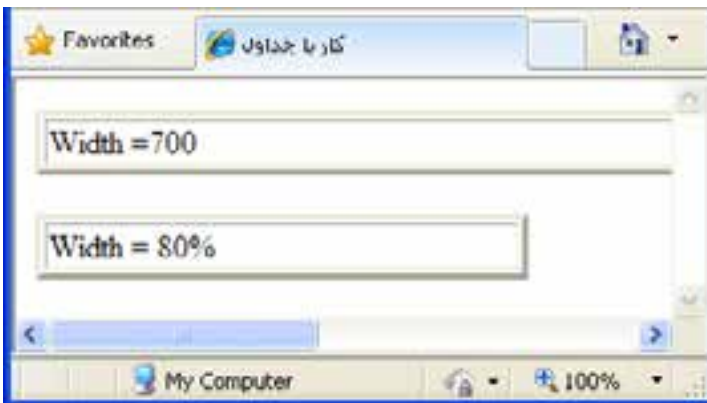 Favorites
کار با جداول
Width =700
Width = 80%
My Computer
100%